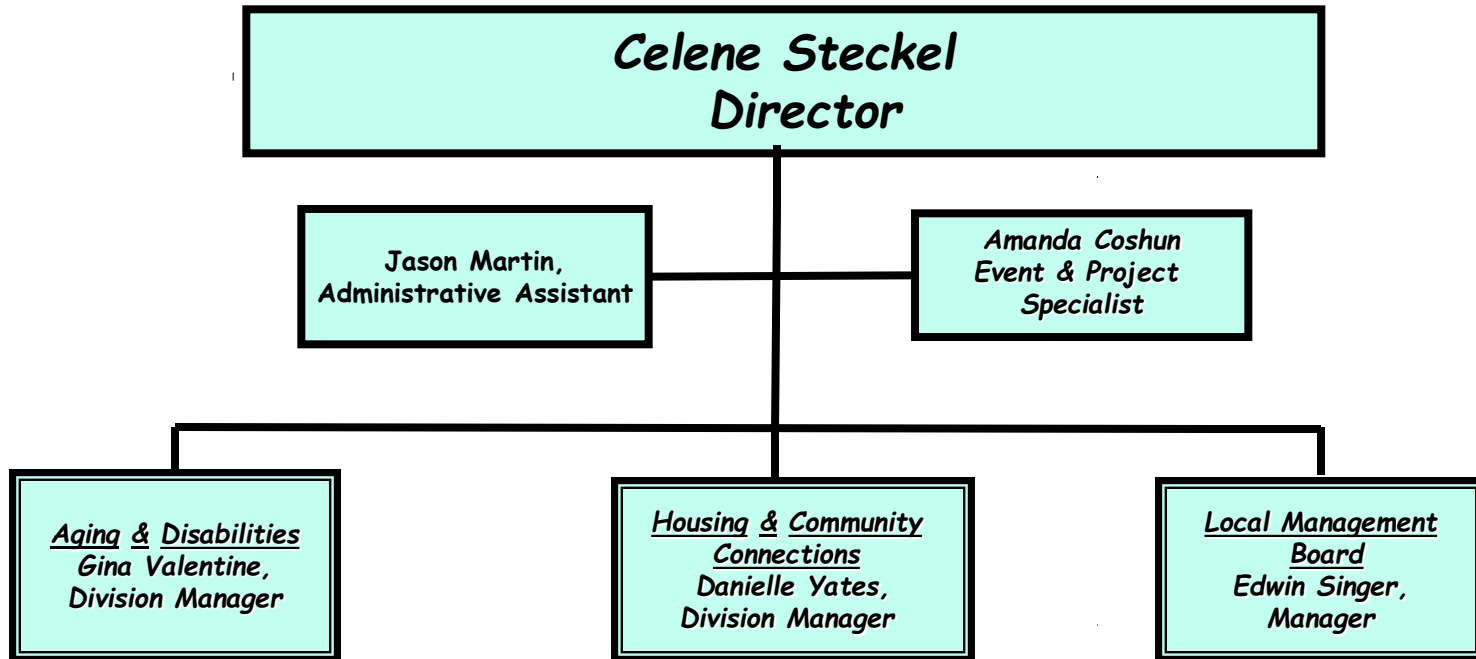 Celene Steckel
Director
Jason Martin,
Administrative Assistant
Amanda Coshun
Event & Project
Specialist
Aging & Disabilities
Gina Valentine,
Division Manager
Housing & Community
Connections
Danielle Yates,
Division Manager
Local Management
Board
Edwin Singer,
Manager